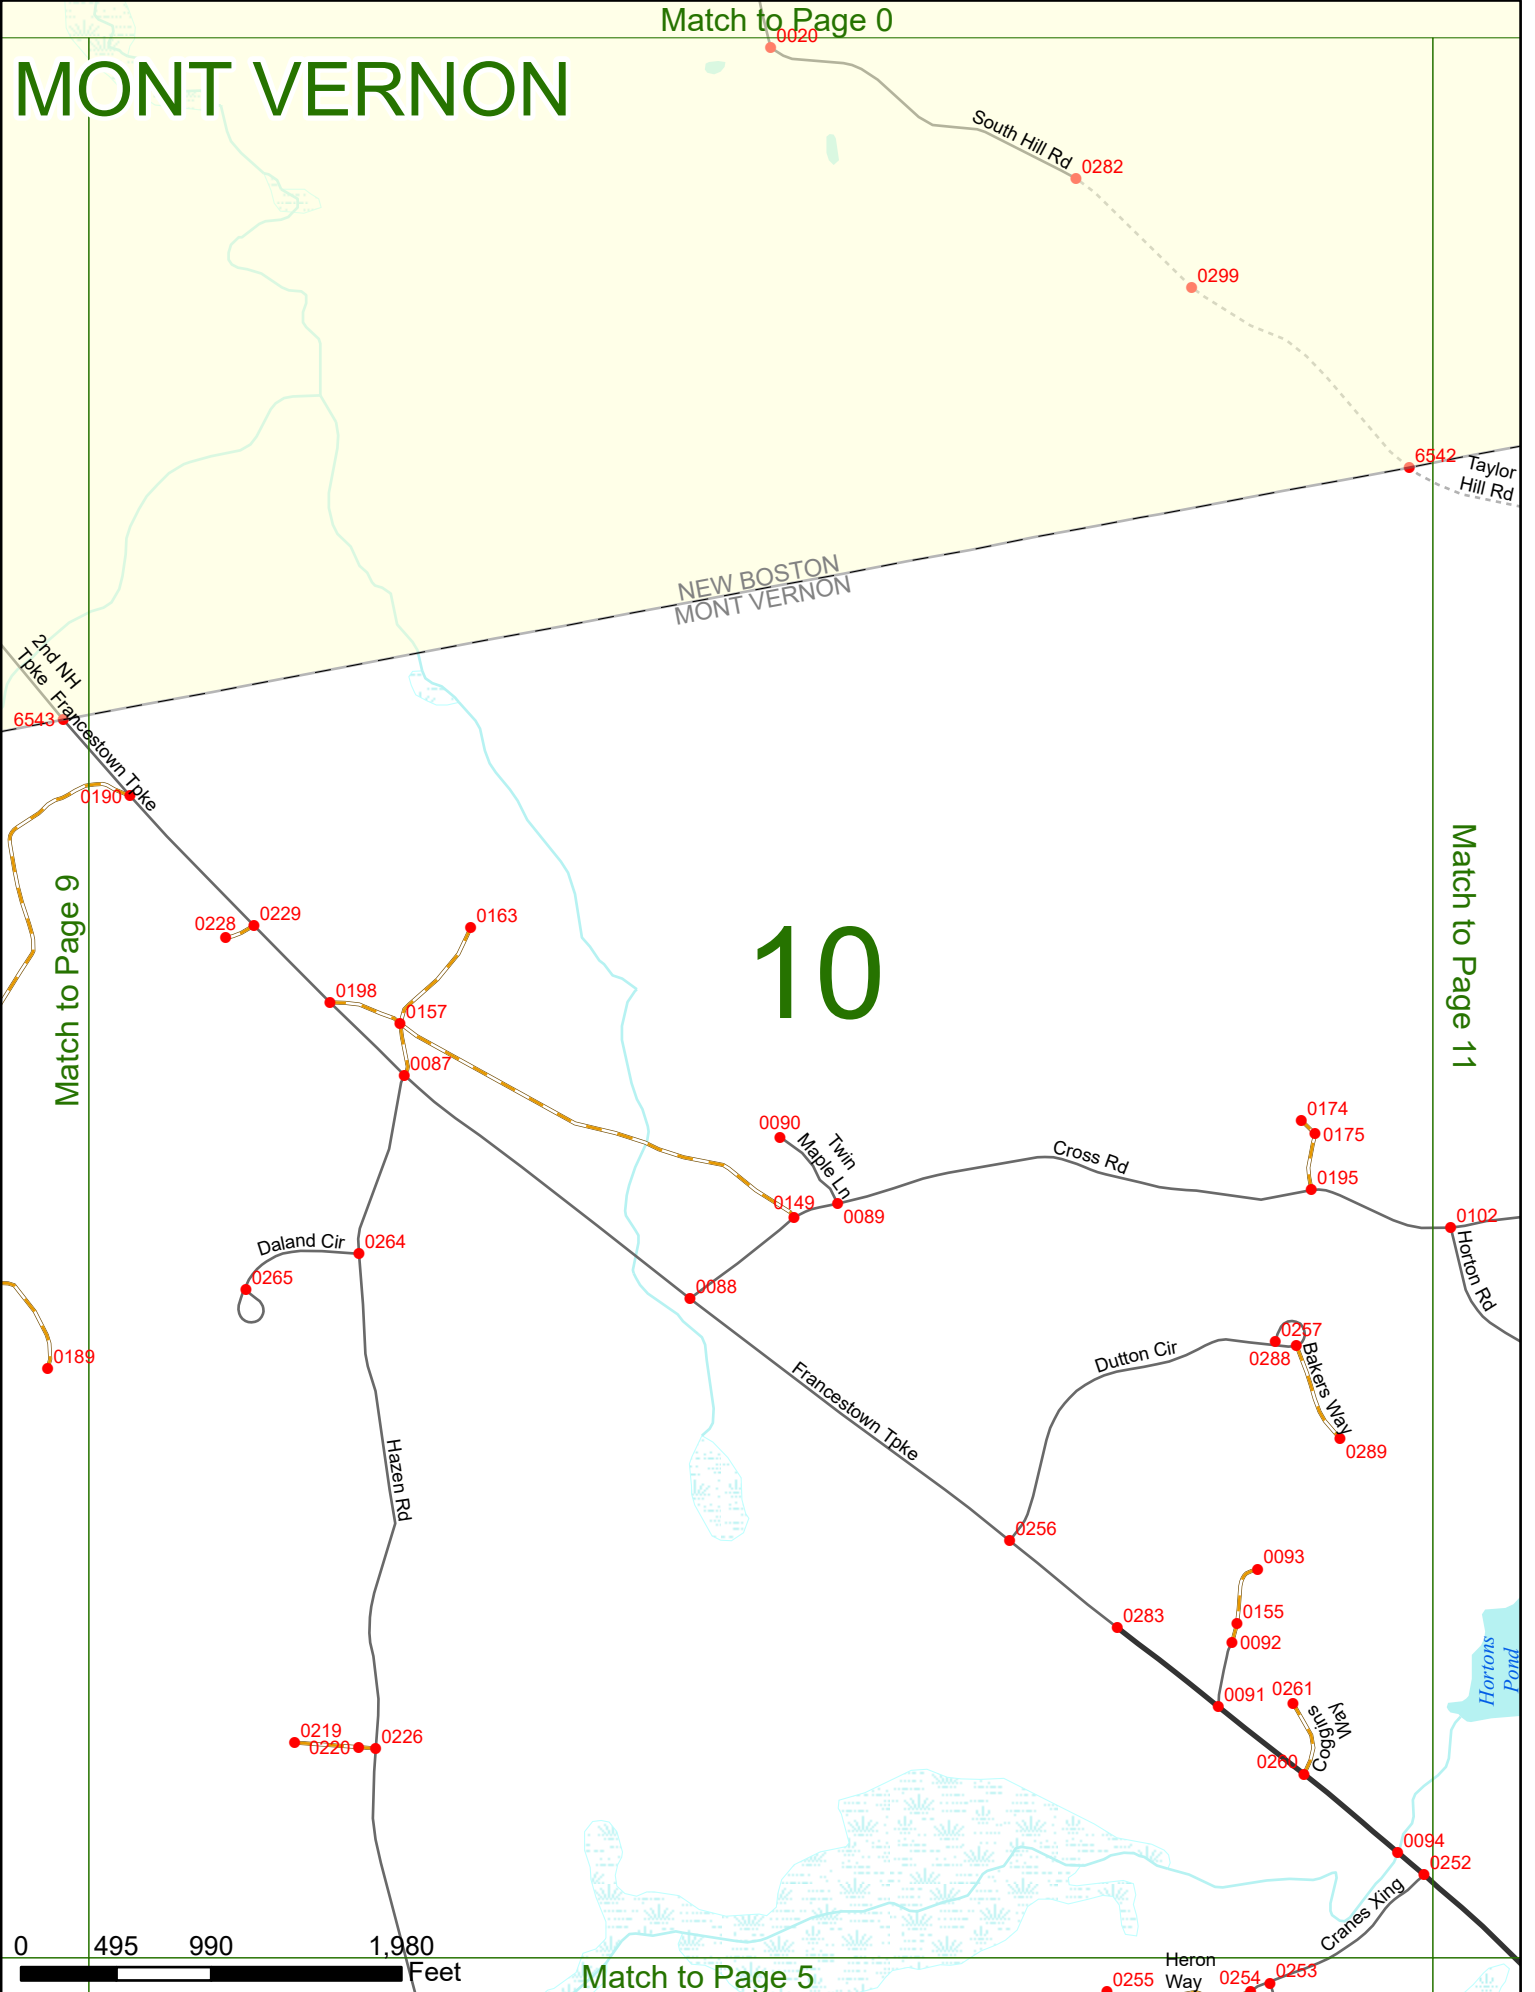 Match to Page 0
0020
MONT VERNON
South Hill Rd
0282
0299
6542
Taylor
Hill Rd
NEW BOSTON
MONT VERNON
2nd NH
Tpke
6543
Francestown Tpke
0190
Match to Page 9
Match to Page 11
0228
0229
0163
10
0198
0157
0087
0090
Twin
Maple Ln
0149
0089
Cross Rd
0174
0175
0195
0102
Horton Rd
Daland Cir
0264
0265
0088
0189
Francestown Tpke
Dutton Cir
0257
0288
Bakers Way
0289
Hazen Rd
0256
0093
0283
0155
0092
Hortons
Pond
0091
0261
Coggins
Way
0260
0219
0220
0226
0094
0252
Cranes Xing
0 495 990 1,980
Feet
Match to Page 5
Heron
Way
0255
0254
0253